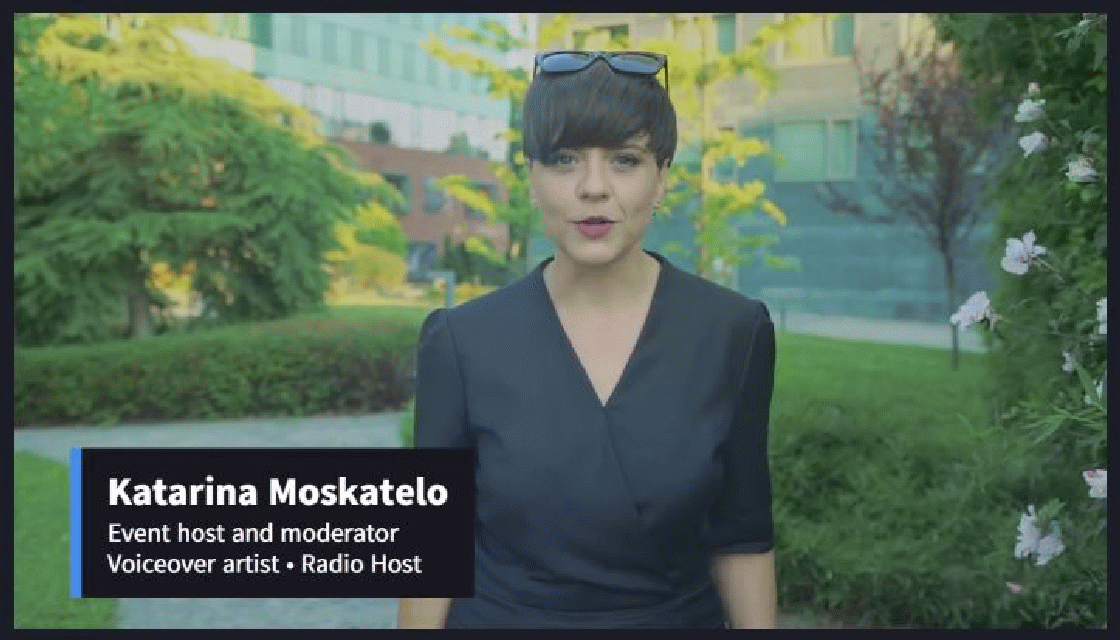 Katarina Moskatelo
Event host and moderator
Voiceover artist • Radio Host